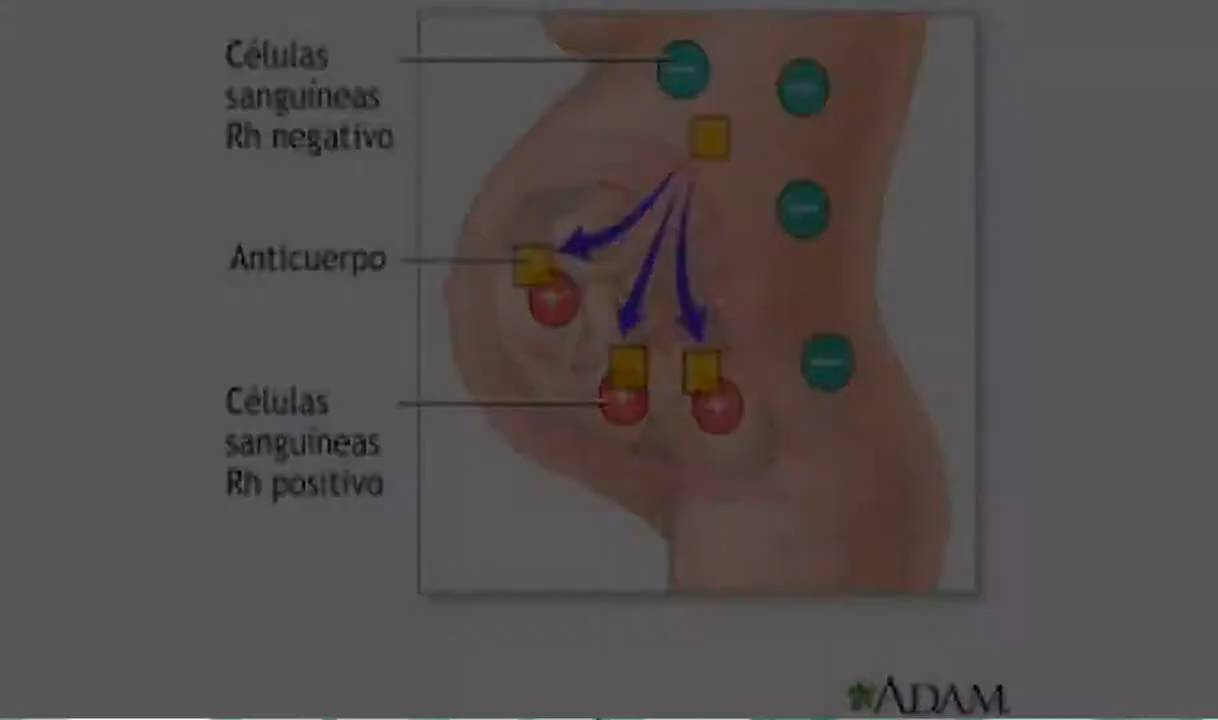 Células
sanguíneas
Rh negativo
Anticuerpo
Células
sanguíneas
Rh positivo
ADAM.